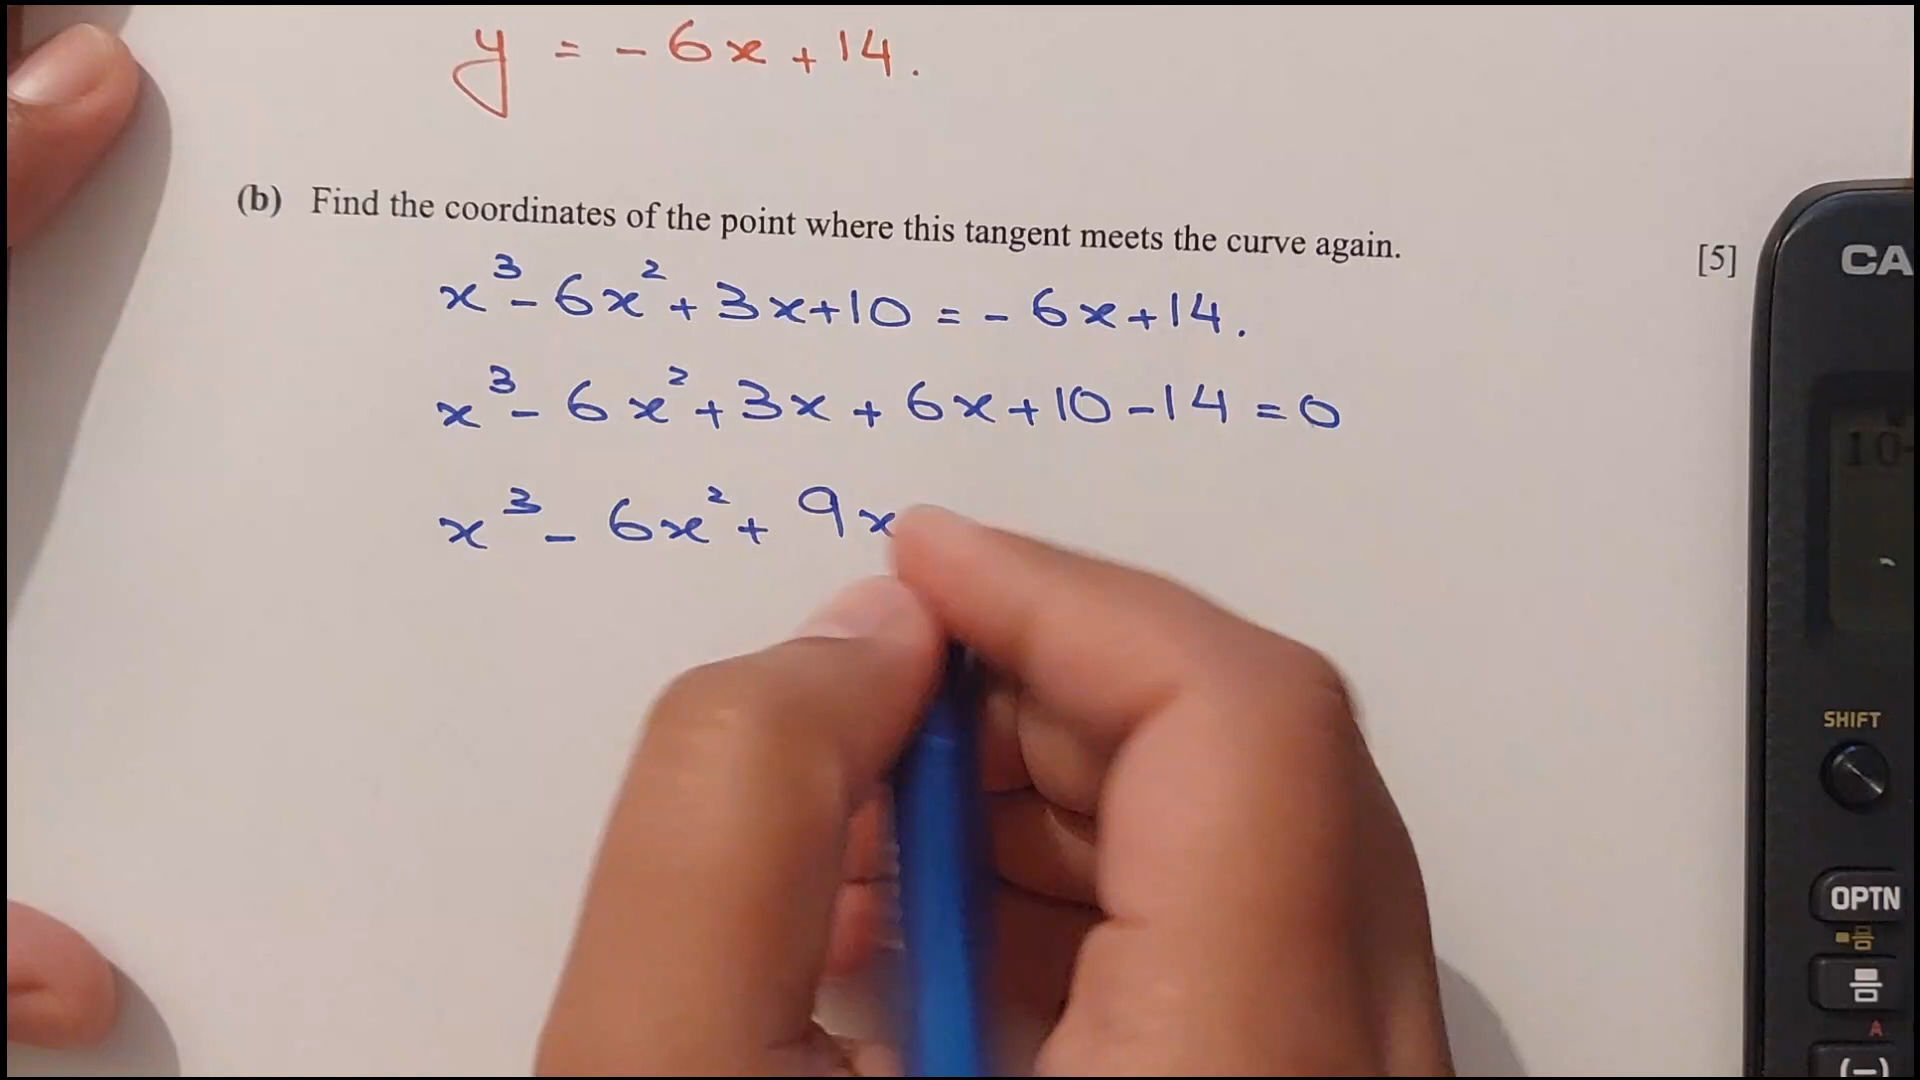 y = - 6x + 14.
(b) Find the coordinates of the point where this tangent meets the curve again. [5]
x³ - 6x² + 3x + 10 = - 6x + 14.
x³ - 6x² + 3x + 6x + 10 - 14 = 0
x³ - 6x² + 9x
CA
10-
SHIFT
OPTN
A
(-)